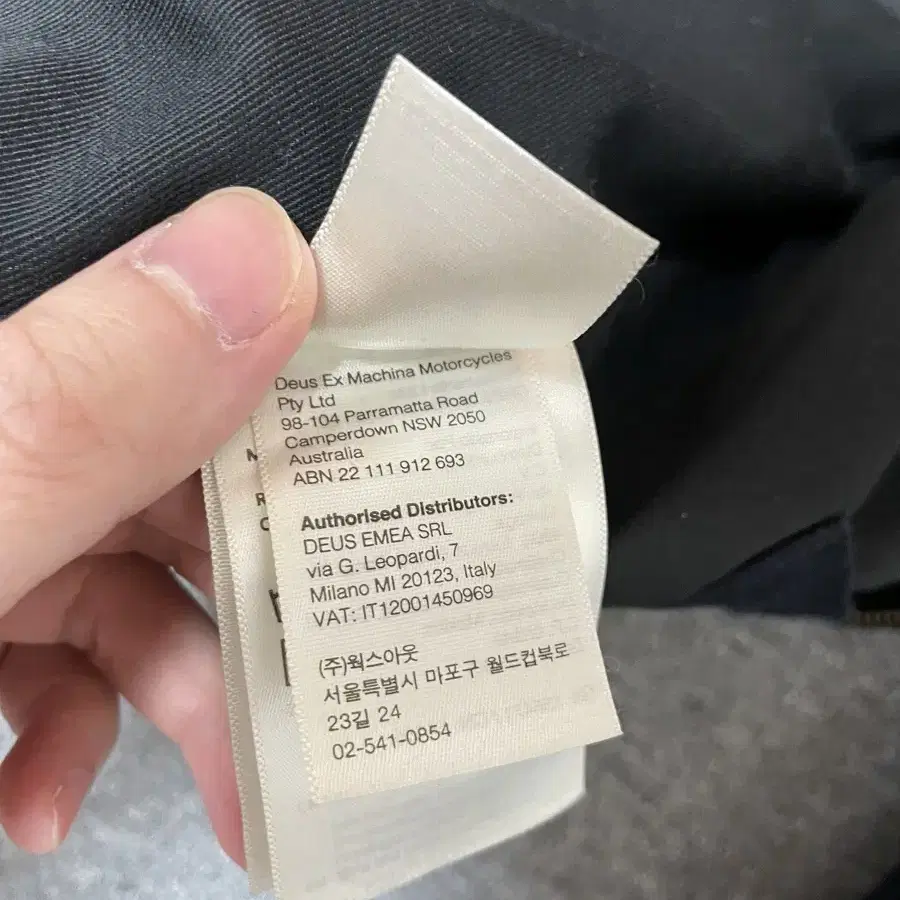 Deus Ex Machina Motorcycles
Pty Ltd
98-104 Parramatta Road
Camperdown NSW 2050
Australia
ABN 22 111 912 693
Authorised Distributors:
DEUS EMEA SRL
via G. Leopardi, 7
Milano MI 20123, Italy
VAT: IT12001450969
(주)웍스아웃
서울특별시 마포구 월드컵북로
23길 24
02-541-0854